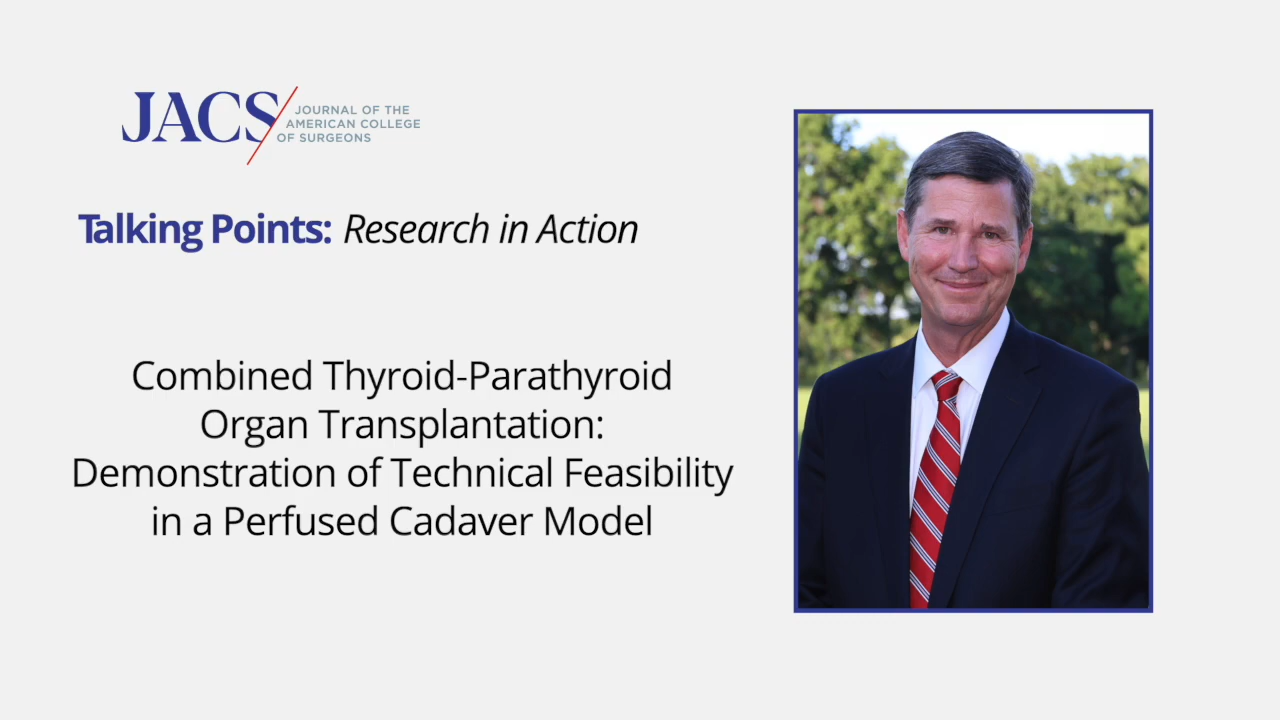 JACS
JOURNAL OF THE
AMERICAN COLLEGE
OF SURGEONS
Talking Points: Research in Action
Combined Thyroid-Parathyroid
Organ Transplantation:
Demonstration of Technical Feasibility
in a Perfused Cadaver Model